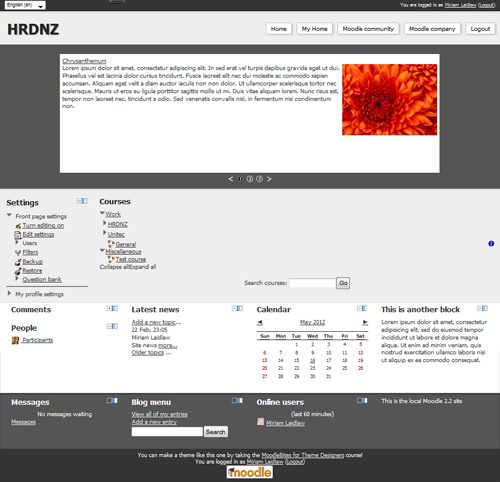 English (en)
You are logged in as Miriam Laidlaw (Logout)
HRDNZ
Home
My Home
Moodle community
Moodle company
Logout
Chrysanthemum
Lorem ipsum dolor sit amet, consectetur adipiscing elit. In sed erat vel turpis dapibus gravida eget ut dui.
Phasellus vel est lacinia dolor cursus tincidunt. Fusce laoreet elit nec dui molestie ac commodo sapien
accumsan. Aliquam eget velit a diam auctor iaculis non non dolor. Ut ullamcorper scelerisque tortor nec
scelerisque. Mauris ut eros eu ligula porttitor sagittis mollis ut mi. Duis vitae aliquam lorem. Nunc risus est,
tempor non laoreet nec, tincidunt a odio. Sed venenatis convallis nisl, in fermentum nisi condimentum
non.
< 1 2 3 >
Settings
Front page settings
Turn editing on
Edit settings
Users
Filters
Backup
Restore
Question bank
My profile settings
Courses
Work
HRDNZ
Unitec
General
Miscellaneous
Test course
Collapse allExpand all
Search courses:
Go
Comments
People
Participants
Latest news
Add a new topic...
22 Feb, 23:05
Miriam Laidlaw
Site news more...
Older topics ...
Calendar
◄ May 2012 ►
Sun Mon Tue Wed Thu Fri Sat
1 2 3 4 5
6 7 8 9 10 11 12
13 14 15 16 17 18 19
20 21 22 23 24 25 26
27 28 29 30 31
This is another block
Lorem ipsum dolor sit amet, consectetur
adipisicing elit, sed do eiusmod tempor
incididunt ut labore et dolore magna
aliqua. Ut enim ad minim veniam, quis
nostrud exercitation ullamco laboris nisi
ut aliquip ex ea commodo consequat.
Messages
No messages waiting
Messages
Blog menu
View all of my entries
Add a new entry
Search
Online users
(last 60 minutes)
Miriam Laidlaw
This is the local Moodle 2.2 site
You can make a theme like this one by taking the MoodleBites for Theme Designers course!
You are logged in as Miriam Laidlaw (Logout)
moodle